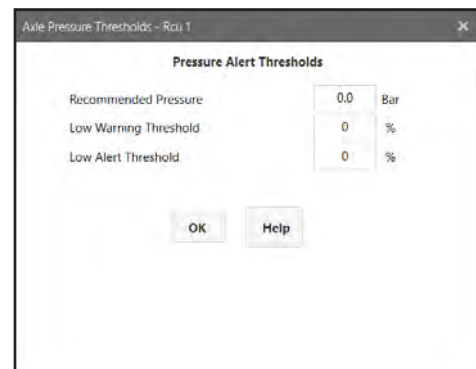 Axle Pressure Thresholds - Rcu 1 ×
Pressure Alert Thresholds
Recommended Pressure 0.0 Bar
Low Warning Threshold 0 %
Low Alert Threshold 0 %
OK Help